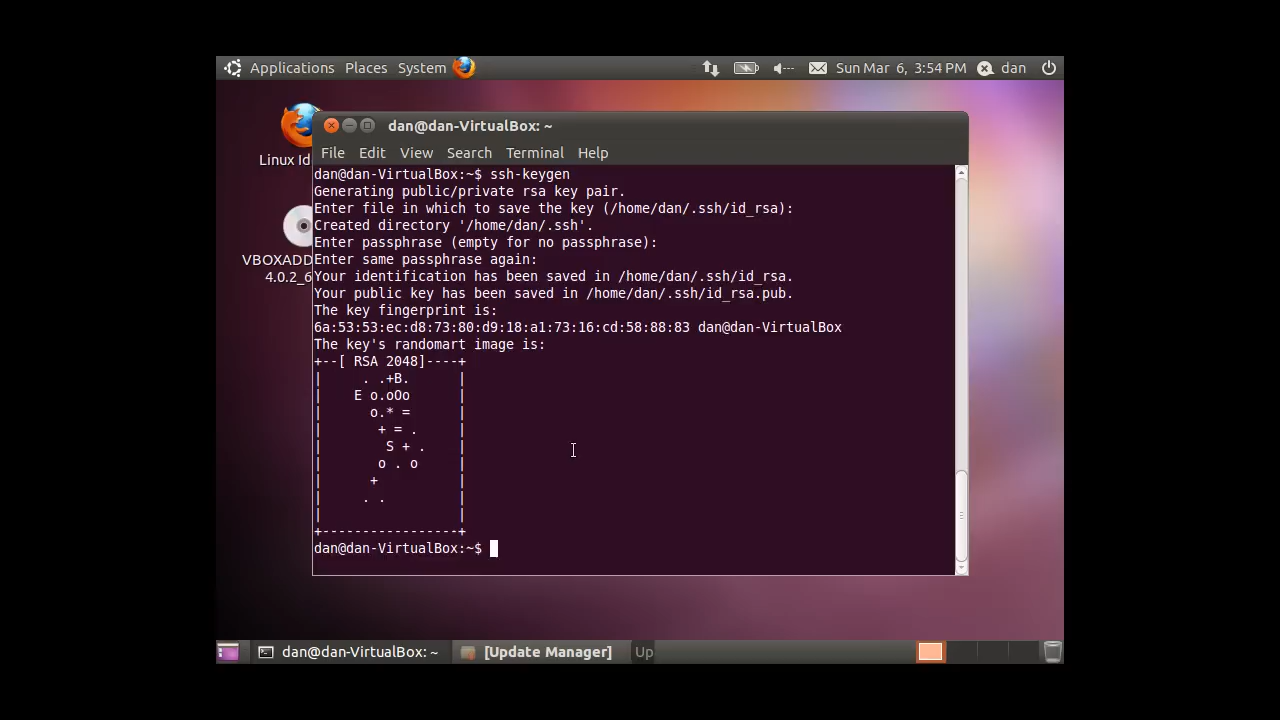 Applications Places System
Sun Mar 6, 3:54 PM dan
Linux Id
VBOXADD
4.0.2_6
dan@dan-VirtualBox: ~
File Edit View Search Terminal Help
dan@dan-VirtualBox:~$ ssh-keygen
Generating public/private rsa key pair.
Enter file in which to save the key (/home/dan/.ssh/id_rsa):
Created directory '/home/dan/.ssh'.
Enter passphrase (empty for no passphrase):
Enter same passphrase again:
Your identification has been saved in /home/dan/.ssh/id_rsa.
Your public key has been saved in /home/dan/.ssh/id_rsa.pub.
The key fingerprint is:
6a:53:53:ec:d8:73:80:d9:18:a1:73:16:cd:58:88:83 dan@dan-VirtualBox
The key's randomart image is:
+--[ RSA 2048]----+
|     . .+B.      |
|    E o.oOo      |
|      o.* =      |
|       + = .     |
|        S + .    |
|       o . o     |
|      +          |
|     . .         |
|                 |
+-----------------+
dan@dan-VirtualBox:~$
dan@dan-VirtualBox: ~ [Update Manager] Up